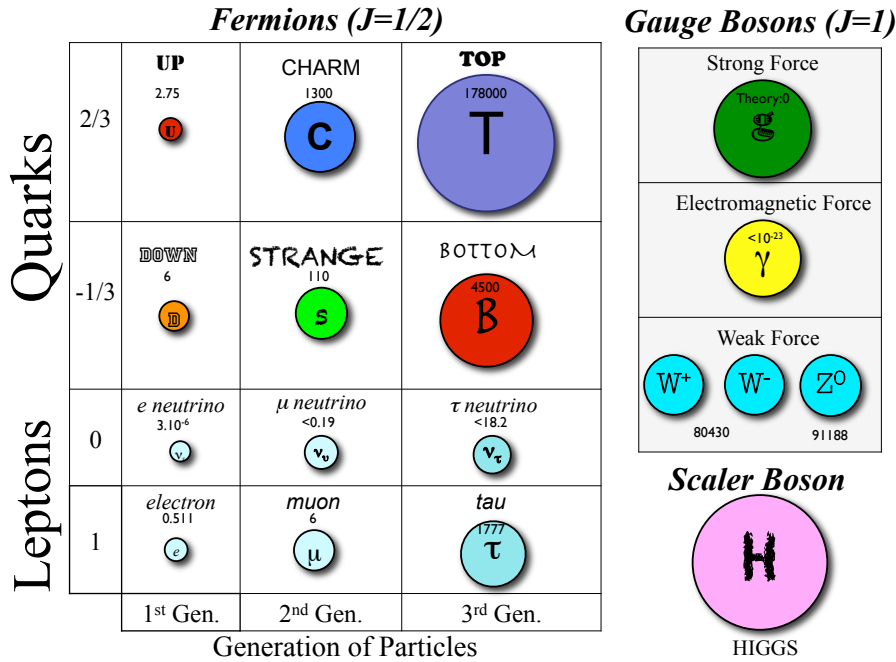 Fermions (J=1/2)
Gauge Bosons (J=1)
Quarks
2/3
UP
2.75
U
CHARM
1300
C
TOP
178000
T
-1/3
DOWN
6
D
STRANGE
110
S
BOTTOM
4500
B
Leptons
0
e neutrino
3.10-6
ν
μ neutrino
<0.19
νυ
τ neutrino
<18.2
ντ
1
electron
0.511
e
muon
6
μ
tau
1777
τ
1st Gen.
2nd Gen.
3rd Gen.
Generation of Particles
Strong Force
Theory:0
g
Electromagnetic Force
<10-23
γ
Weak Force
W+ W- Z0
80430 91188
Scaler Boson
H
HIGGS